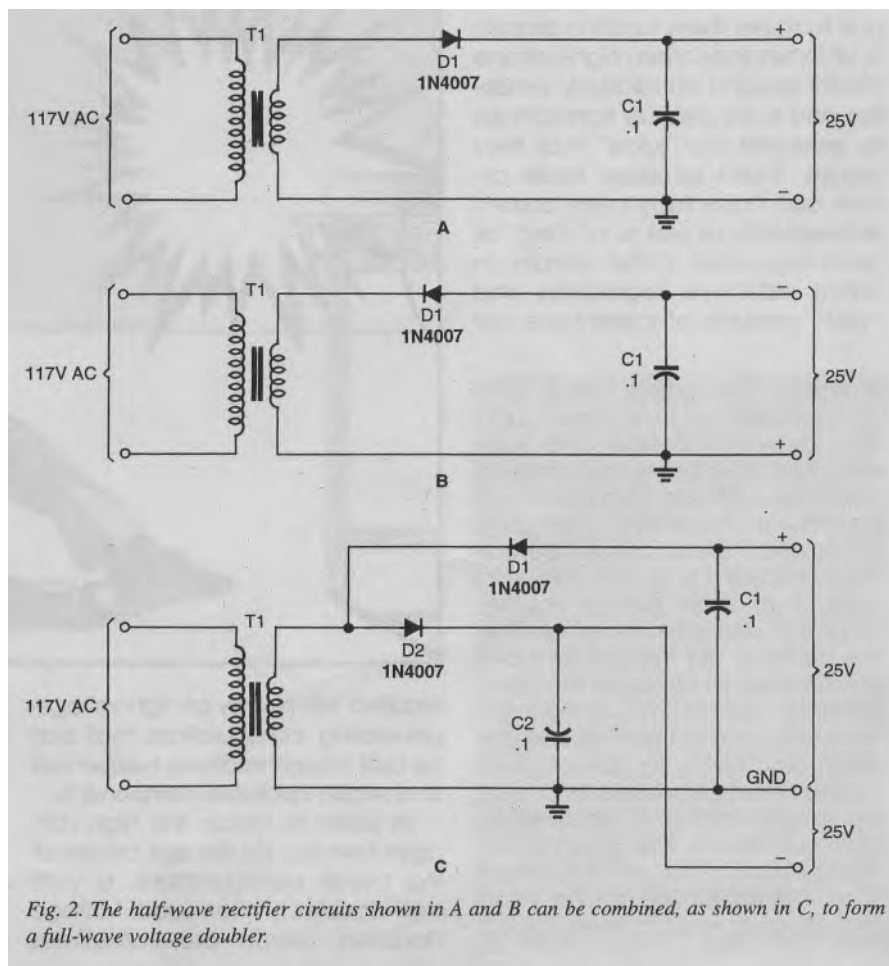 T1
D1
1N4007
+
117V AC
C1
.1
25V
−
A
T1
D1
1N4007
−
117V AC
C1
.1
25V
+
B
D1
1N4007
+
C1
.1
T1
D2
1N4007
25V
117V AC
C2
.1
GND
25V
−
C
Fig. 2. The half-wave rectifier circuits shown in A and B can be combined, as shown in C, to form
a full-wave voltage doubler.